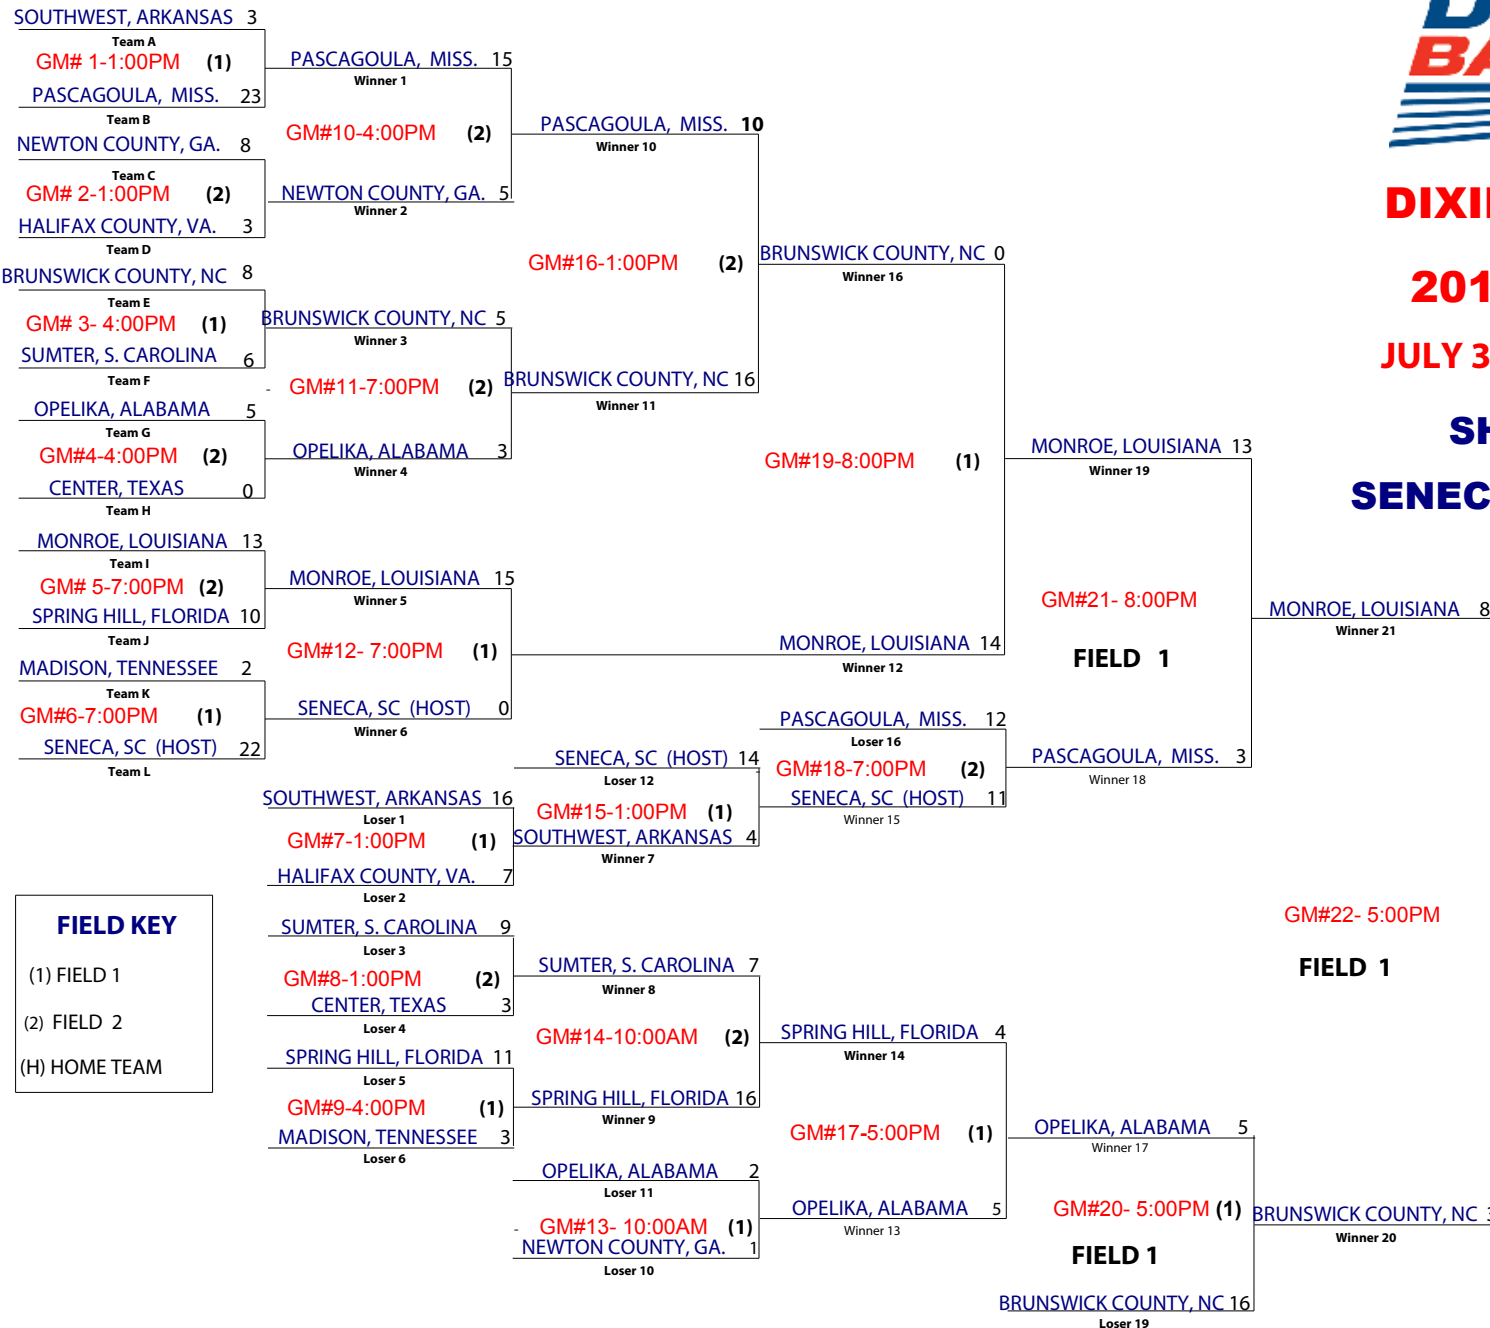 SOUTHWEST, ARKANSAS 3
Team A
GM# 1-1:00PM (1)
PASCAGOULA, MISS. 23
Team B
NEWTON COUNTY, GA. 8
Team C
GM# 2-1:00PM (2)
HALIFAX COUNTY, VA. 3
Team D
BRUNSWICK COUNTY, NC 8
Team E
GM# 3- 4:00PM (1)
SUMTER, S. CAROLINA 6
Team F
OPELIKA, ALABAMA 5
Team G
GM#4-4:00PM (2)
CENTER, TEXAS 0
Team H
MONROE, LOUISIANA 13
Team I
GM# 5-7:00PM (2)
SPRING HILL, FLORIDA 10
Team J
MADISON, TENNESSEE 2
Team K
GM#6-7:00PM (1)
SENECA, SC (HOST) 22
Team L
PASCAGOULA, MISS. 15
Winner 1
GM#10-4:00PM (2)
NEWTON COUNTY, GA. 5
Winner 2
BRUNSWICK COUNTY, NC 5
Winner 3
- GM#11-7:00PM (2)
OPELIKA, ALABAMA 3
Winner 4
MONROE, LOUISIANA 15
Winner 5
GM#12- 7:00PM (1)
SENECA, SC (HOST) 0
Winner 6
SOUTHWEST, ARKANSAS 16
Loser 1
GM#7-1:00PM (1)
HALIFAX COUNTY, VA. 7
Loser 2
SUMTER, S. CAROLINA 9
Loser 3
GM#8-1:00PM (2)
CENTER, TEXAS 3
Loser 4
SPRING HILL, FLORIDA 11
Loser 5
GM#9-4:00PM (1)
MADISON, TENNESSEE 3
Loser 6
PASCAGOULA, MISS. 10
Winner 10
GM#16-1:00PM (2)
BRUNSWICK COUNTY, NC 16
Winner 11
SENECA, SC (HOST) 14
Loser 12
GM#15-1:00PM (1)
SOUTHWEST, ARKANSAS 4
Winner 7
SUMTER, S. CAROLINA 7
Winner 8
GM#14-10:00AM (2)
SPRING HILL, FLORIDA 16
Winner 9
OPELIKA, ALABAMA 2
Loser 11
- GM#13- 10:00AM (1)
NEWTON COUNTY, GA. 1
Loser 10
BRUNSWICK COUNTY, NC 0
Winner 16
GM#19-8:00PM (1)
MONROE, LOUISIANA 14
Winner 12
PASCAGOULA, MISS. 12
Loser 16
GM#18-7:00PM (2)
SENECA, SC (HOST) 11
Winner 15
SPRING HILL, FLORIDA 4
Winner 14
GM#17-5:00PM (1)
OPELIKA, ALABAMA 5
Winner 13
MONROE, LOUISIANA 13
Winner 19
GM#21- 8:00PM
FIELD 1
PASCAGOULA, MISS. 3
Winner 18
OPELIKA, ALABAMA 5
Winner 17
GM#20- 5:00PM (1)
FIELD 1
BRUNSWICK COUNTY, NC 16
Loser 19
MONROE, LOUISIANA 8
Winner 21
GM#22- 5:00PM
FIELD 1
BRUNSWICK COUNTY, NC
Winner 20
BA
DIXI
201
JULY 3
SENEC
FIELD KEY
(1) FIELD 1
(2) FIELD 2
(H) HOME TEAM